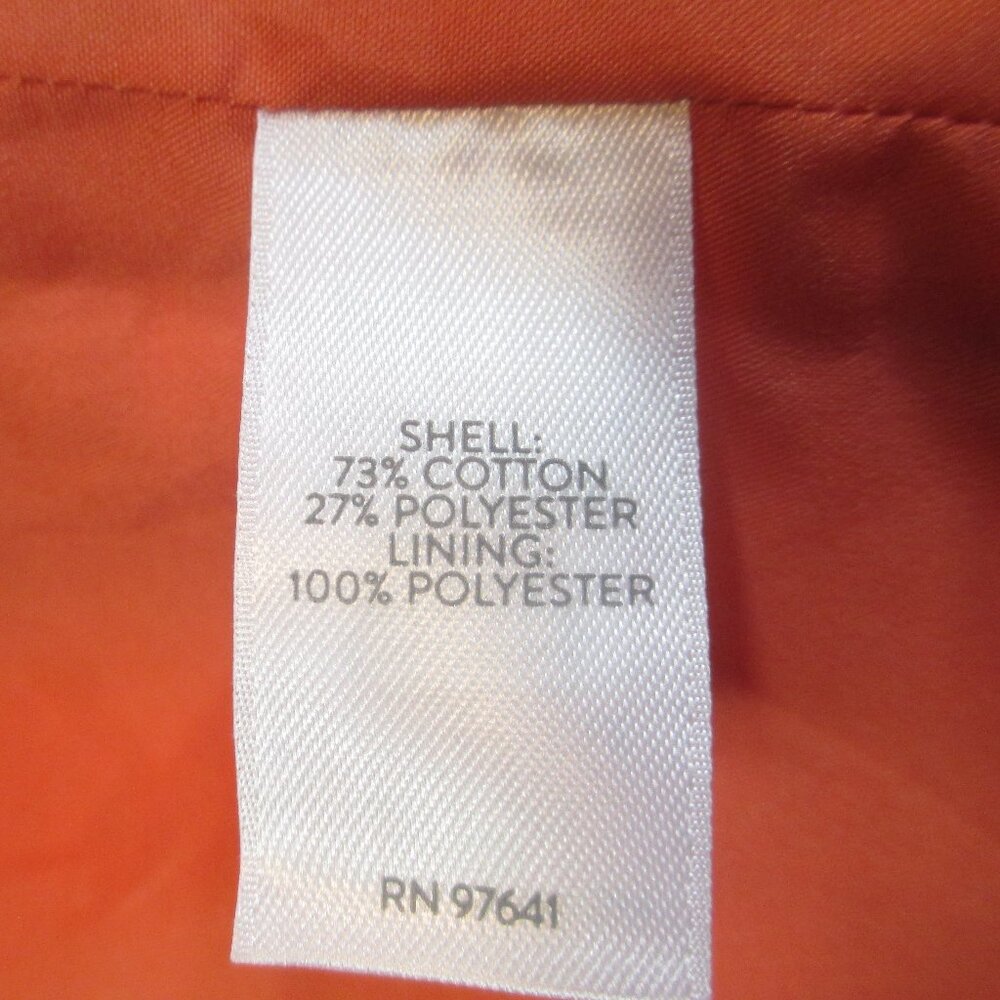 SHELL:
73% COTTON
27% POLYESTER
LINING:
100% POLYESTER
RN 97641